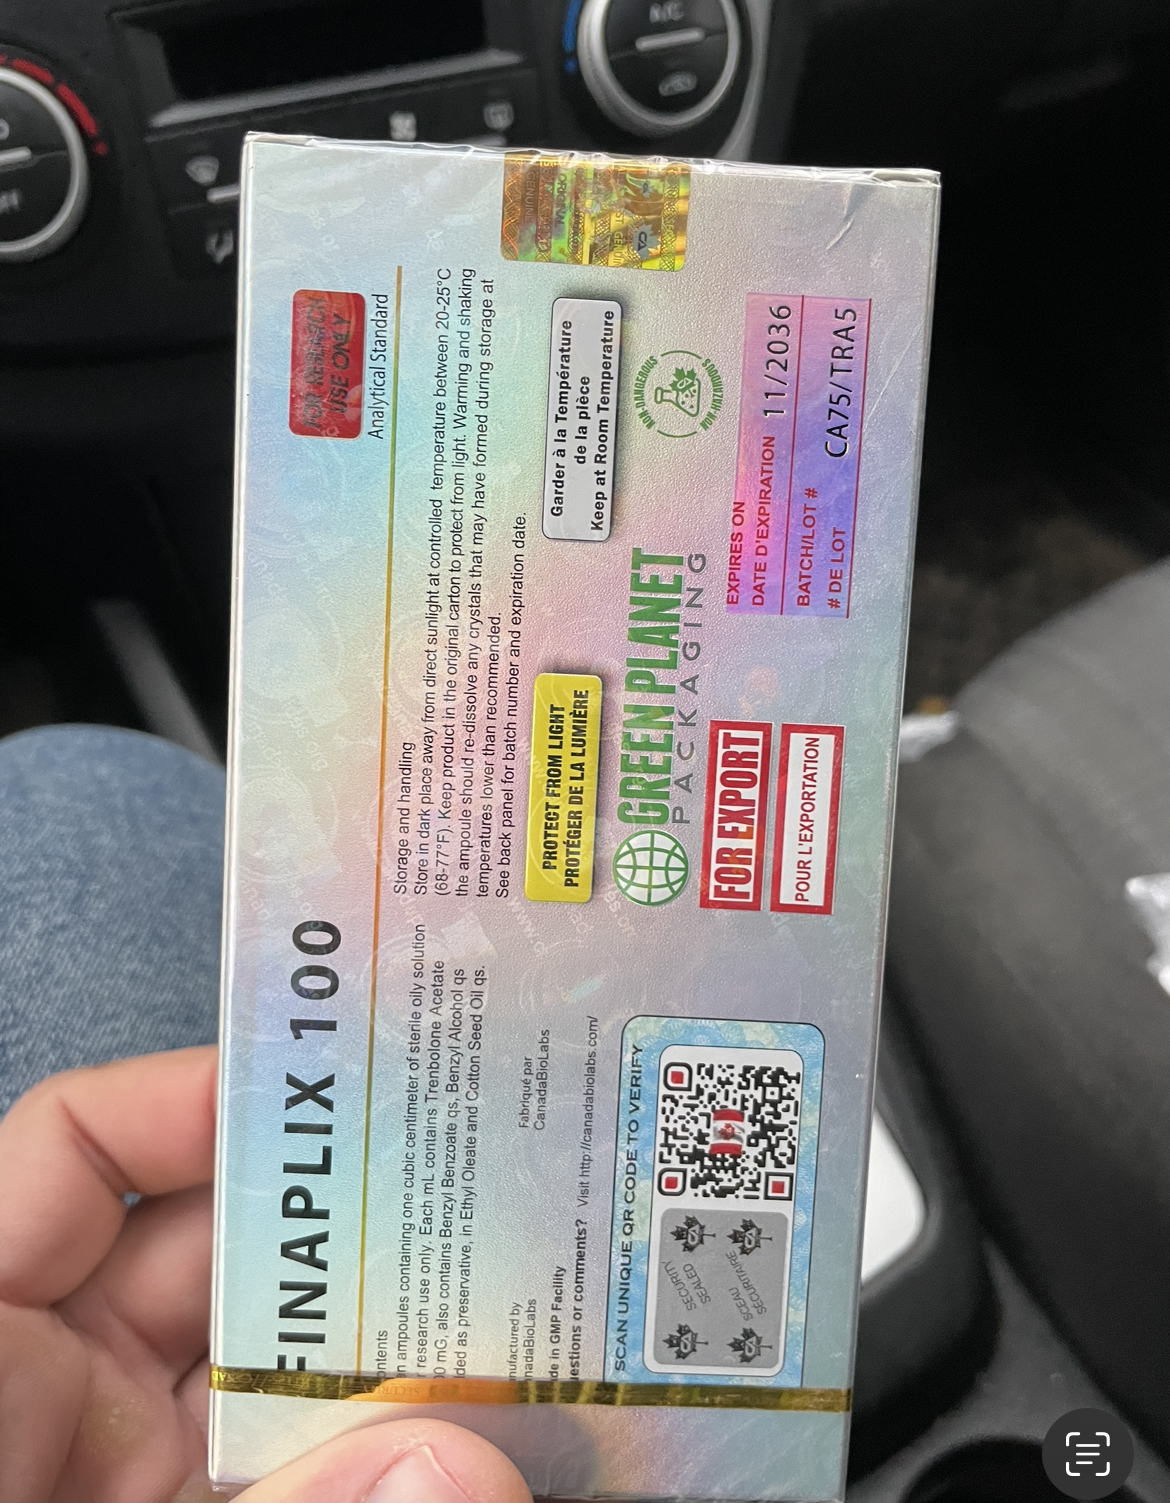 FINAPLIX 100
FOR RESEARCH
USE ONLY
Analytical Standard
ontents
n ampoules containing one cubic centimeter of sterile oily solution
r research use only. Each mL contains Trenbolone Acetate
00 mG, also contains Benzyl Benzoate qs, Benzyl Alcohol qs
ded as preservative, in Ethyl Oleate and Cotton Seed Oil qs.
nufactured by
nadaBioLabs
Fabriqué par
CanadaBioLabs
de in GMP Facility
estions or comments? Visit http://canadabiolabs.com/
Storage and handling
Store in dark place away from direct sunlight at controlled temperature between 20-25°C
(68-77°F). Keep product in the original carton to protect from light. Warming and shaking
the ampoule should re-dissolve any crystals that may have formed during storage at
temperatures lower than recommended.
See back panel for batch number and expiration date.
PROTECT FROM LIGHT
PROTÉGER DE LA LUMIÈRE
Garder à la Température
de la pièce
Keep at Room Temperature
GREEN PLANET
PACKAGING
NON-DANGEROUS
NON-HAZARDOUS
SCAN UNIQUE QR CODE TO VERIFY
SECURITY
SEALED
SCEAU
SÉCURITAIRE
CA
CA
CA
CA
FOR EXPORT
POUR L'EXPORTATION
EXPIRES ON
DATE D'EXPIRATION 11/2036
BATCH/LOT #
# DE LOT CA75/TRA5
A/C